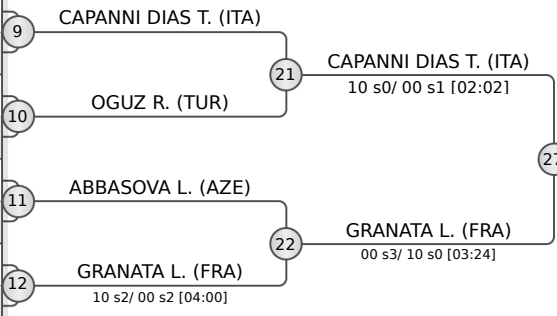 CAPANNI DIAS T. (ITA)
9
CAPANNI DIAS T. (ITA)
21
10 s0/ 00 s1 [02:02]
OGUZ R. (TUR)
10
27
ABBASOVA L. (AZE)
11
GRANATA L. (FRA)
22
00 s3/ 10 s0 [03:24]
GRANATA L. (FRA)
12
10 s2/ 00 s2 [04:00]